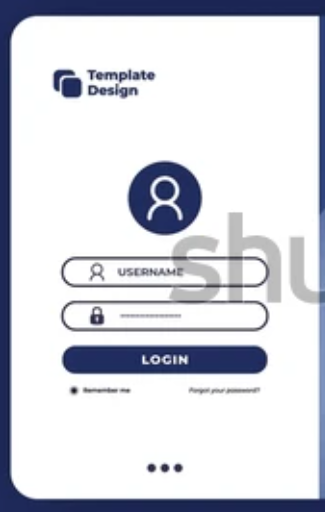 Template
Design
shu
USERNAME
LOGIN
Remember me
Forgot your password?